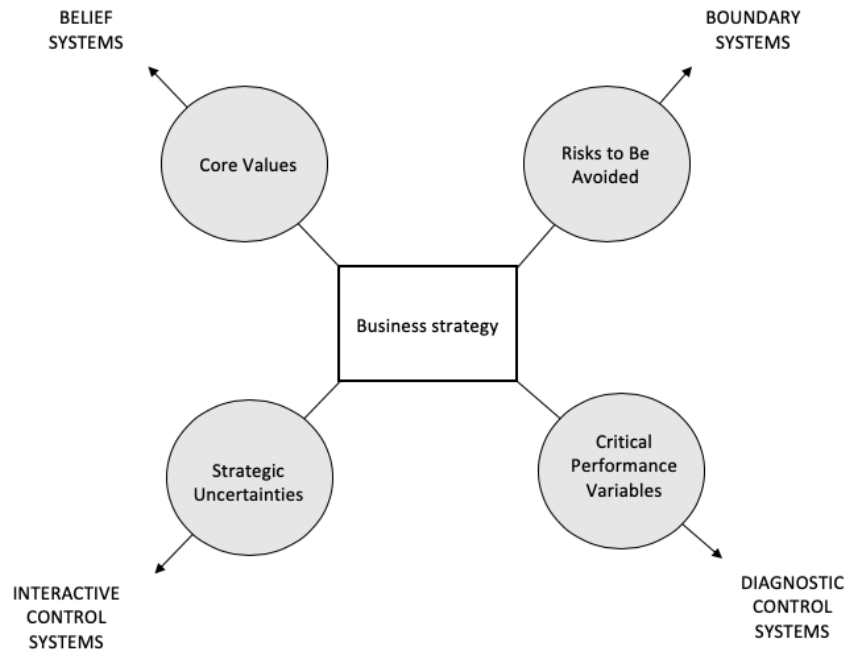 BELIEF
SYSTEMS
BOUNDARY
SYSTEMS
Core Values
Risks to Be
Avoided
Business strategy
Strategic
Uncertainties
Critical
Performance
Variables
INTERACTIVE
CONTROL
SYSTEMS
DIAGNOSTIC
CONTROL
SYSTEMS